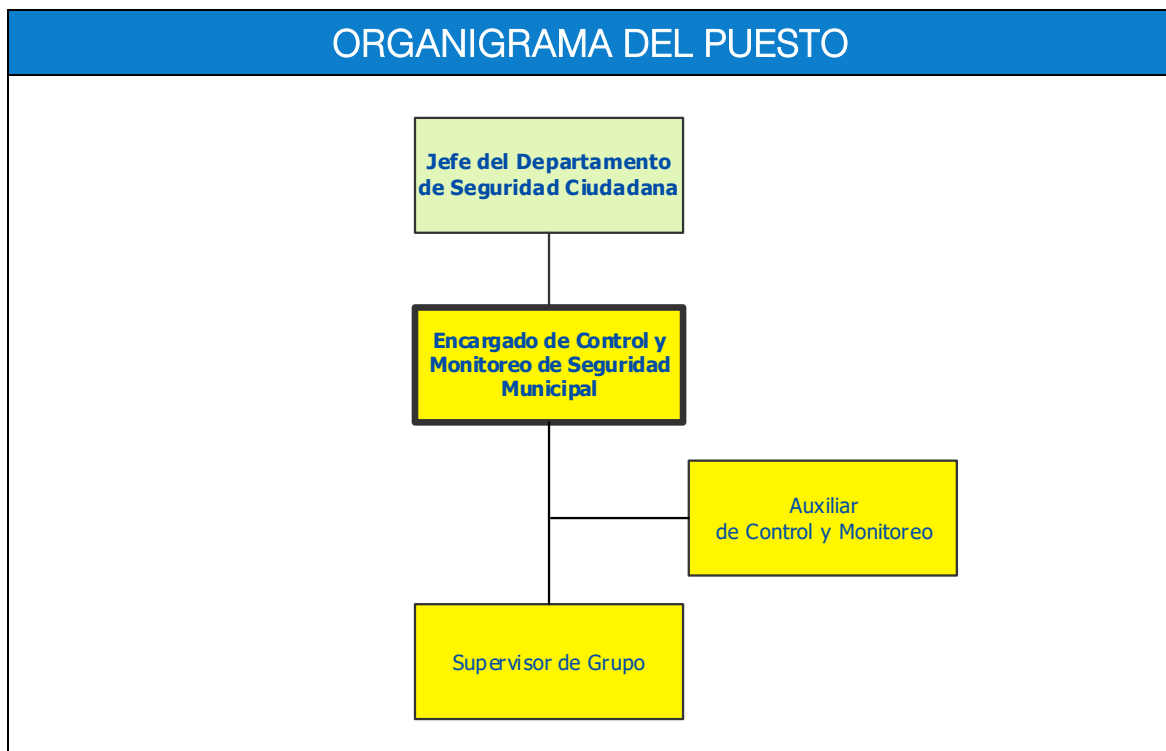 ORGANIGRAMA DEL PUESTO
Jefe del Departamento
de Seguridad Ciudadana
Encargado de Control y
Monitoreo de Seguridad
Municipal
Auxiliar
de Control y Monitoreo
Supervisor de Grupo